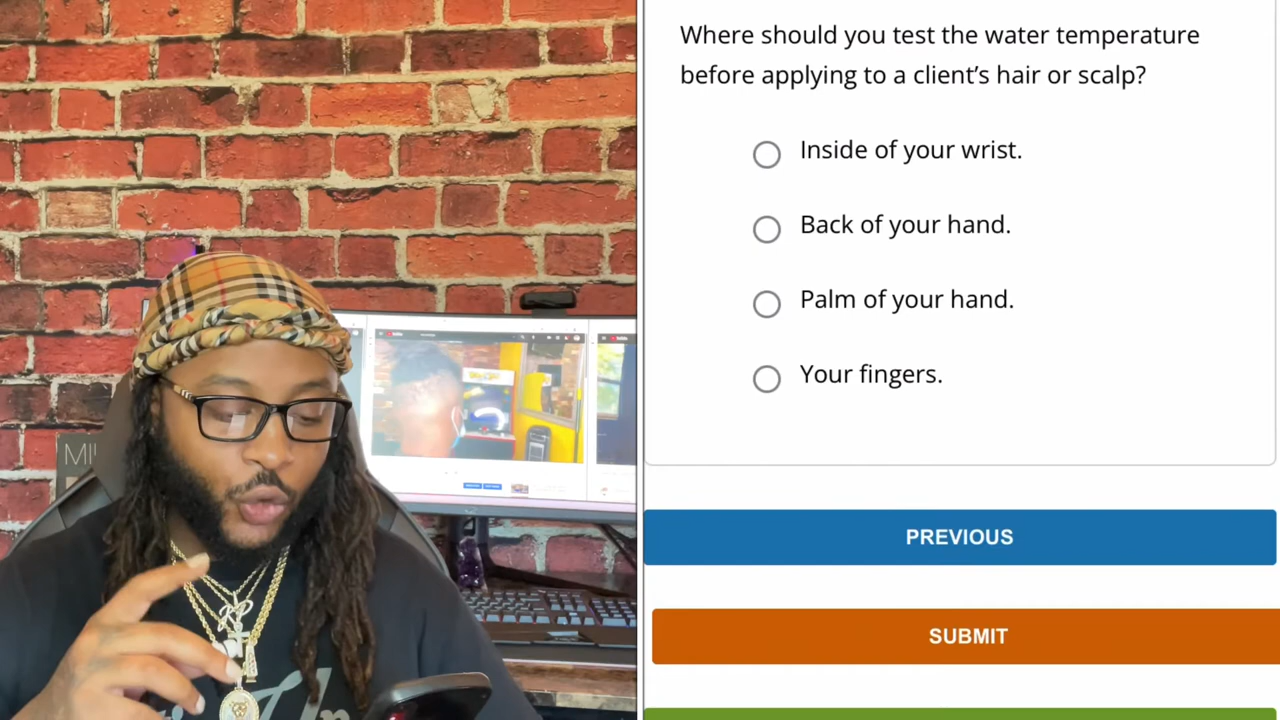 Where should you test the water temperature
before applying to a client’s hair or scalp?
Inside of your wrist.
Back of your hand.
Palm of your hand.
Your fingers.
PREVIOUS
SUBMIT